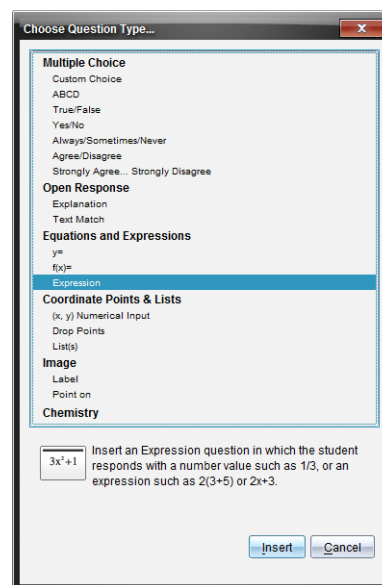 Choose Question Type...
Multiple Choice
Custom Choice
ABCD
True/False
Yes/No
Always/Sometimes/Never
Agree/Disagree
Strongly Agree... Strongly Disagree
Open Response
Explanation
Text Match
Equations and Expressions
y=
f(x)=
Expression
Coordinate Points & Lists
(x, y) Numerical Input
Drop Points
List(s)
Image
Label
Point on
Chemistry
3x²+1
Insert an Expression question in which the student
responds with a number value such as 1/3, or an
expression such as 2(3+5) or 2x+3.
Insert
Cancel